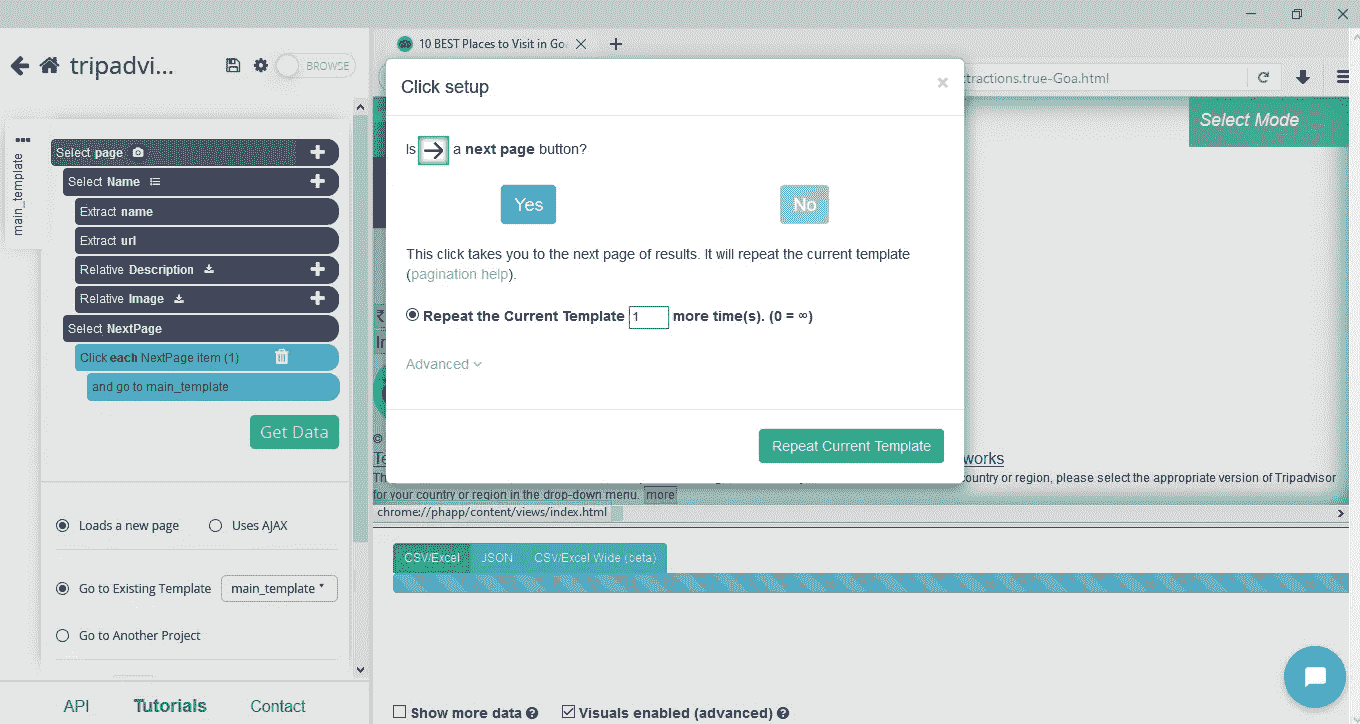 10 BEST Places to Visit in Go
tripadvi...
BROWSE
ttractions.true-Goa.html
Select Mode
main_template
Select page
Select Name
Extract name
Extract url
Relative Description
Relative Image
Select NextPage
Click each NextPage item (1)
and go to main_template
Get Data
Loads a new page
Uses AJAX
Go to Existing Template
main_template
Go to Another Project
API
Tutorials
Contact
Click setup
×
Is → a next page button?
Yes
No
This click takes you to the next page of results. It will repeat the current template
(pagination help).
Repeat the Current Template 1 more time(s). (0 = ∞)
Advanced
Repeat Current Template
₹
In
©
works
Th
country or region, please select the appropriate version of Tripadvisor
for your country or region in the drop-down menu. more
chrome://phapp/content/views/index.html
CSV/Excel
JSON
CSV/Excel Wide (beta)
Show more data
Visuals enabled (advanced)